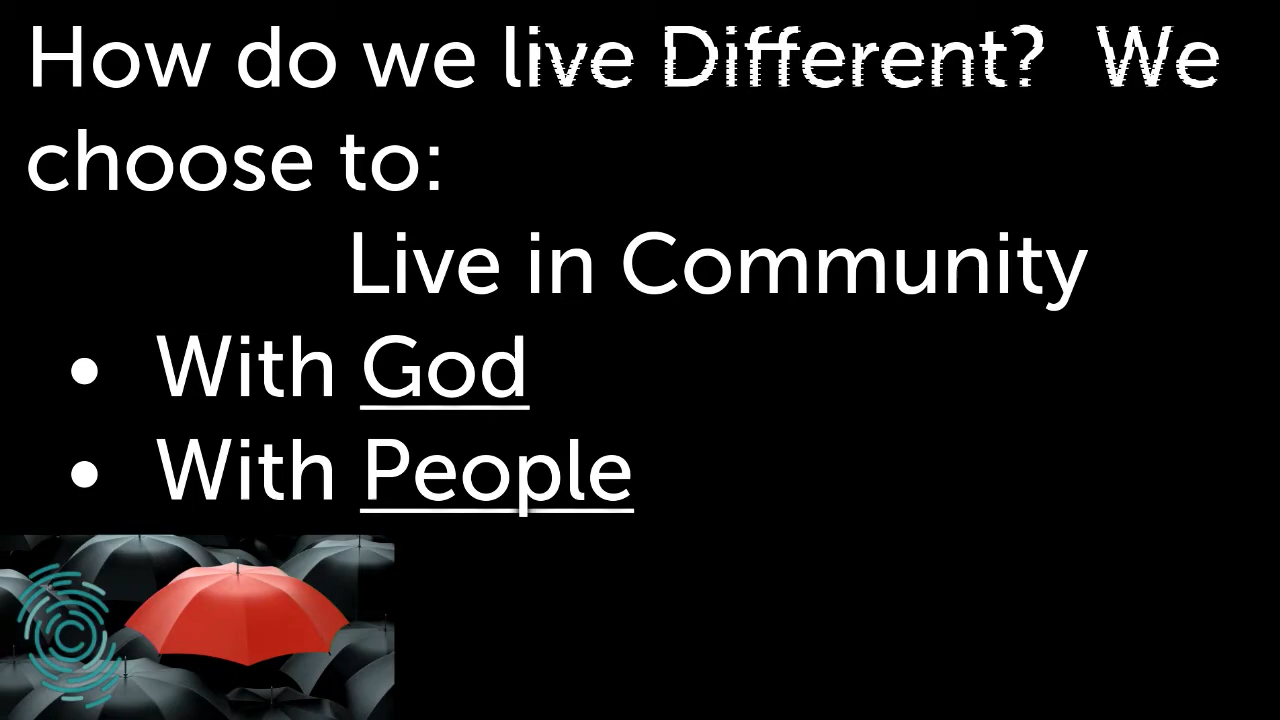 How do we live Different?  We
choose to:
Live in Community
• With God
• With People
C